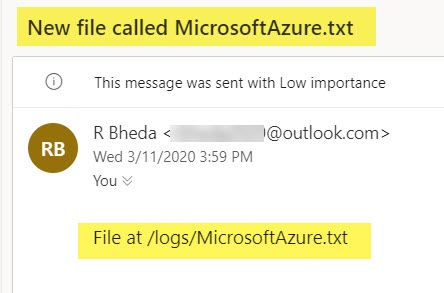 New file called MicrosoftAzure.txt
This message was sent with Low importance
RB
R Bheda < @outlook.com>
Wed 3/11/2020 3:59 PM
You
File at /logs/MicrosoftAzure.txt